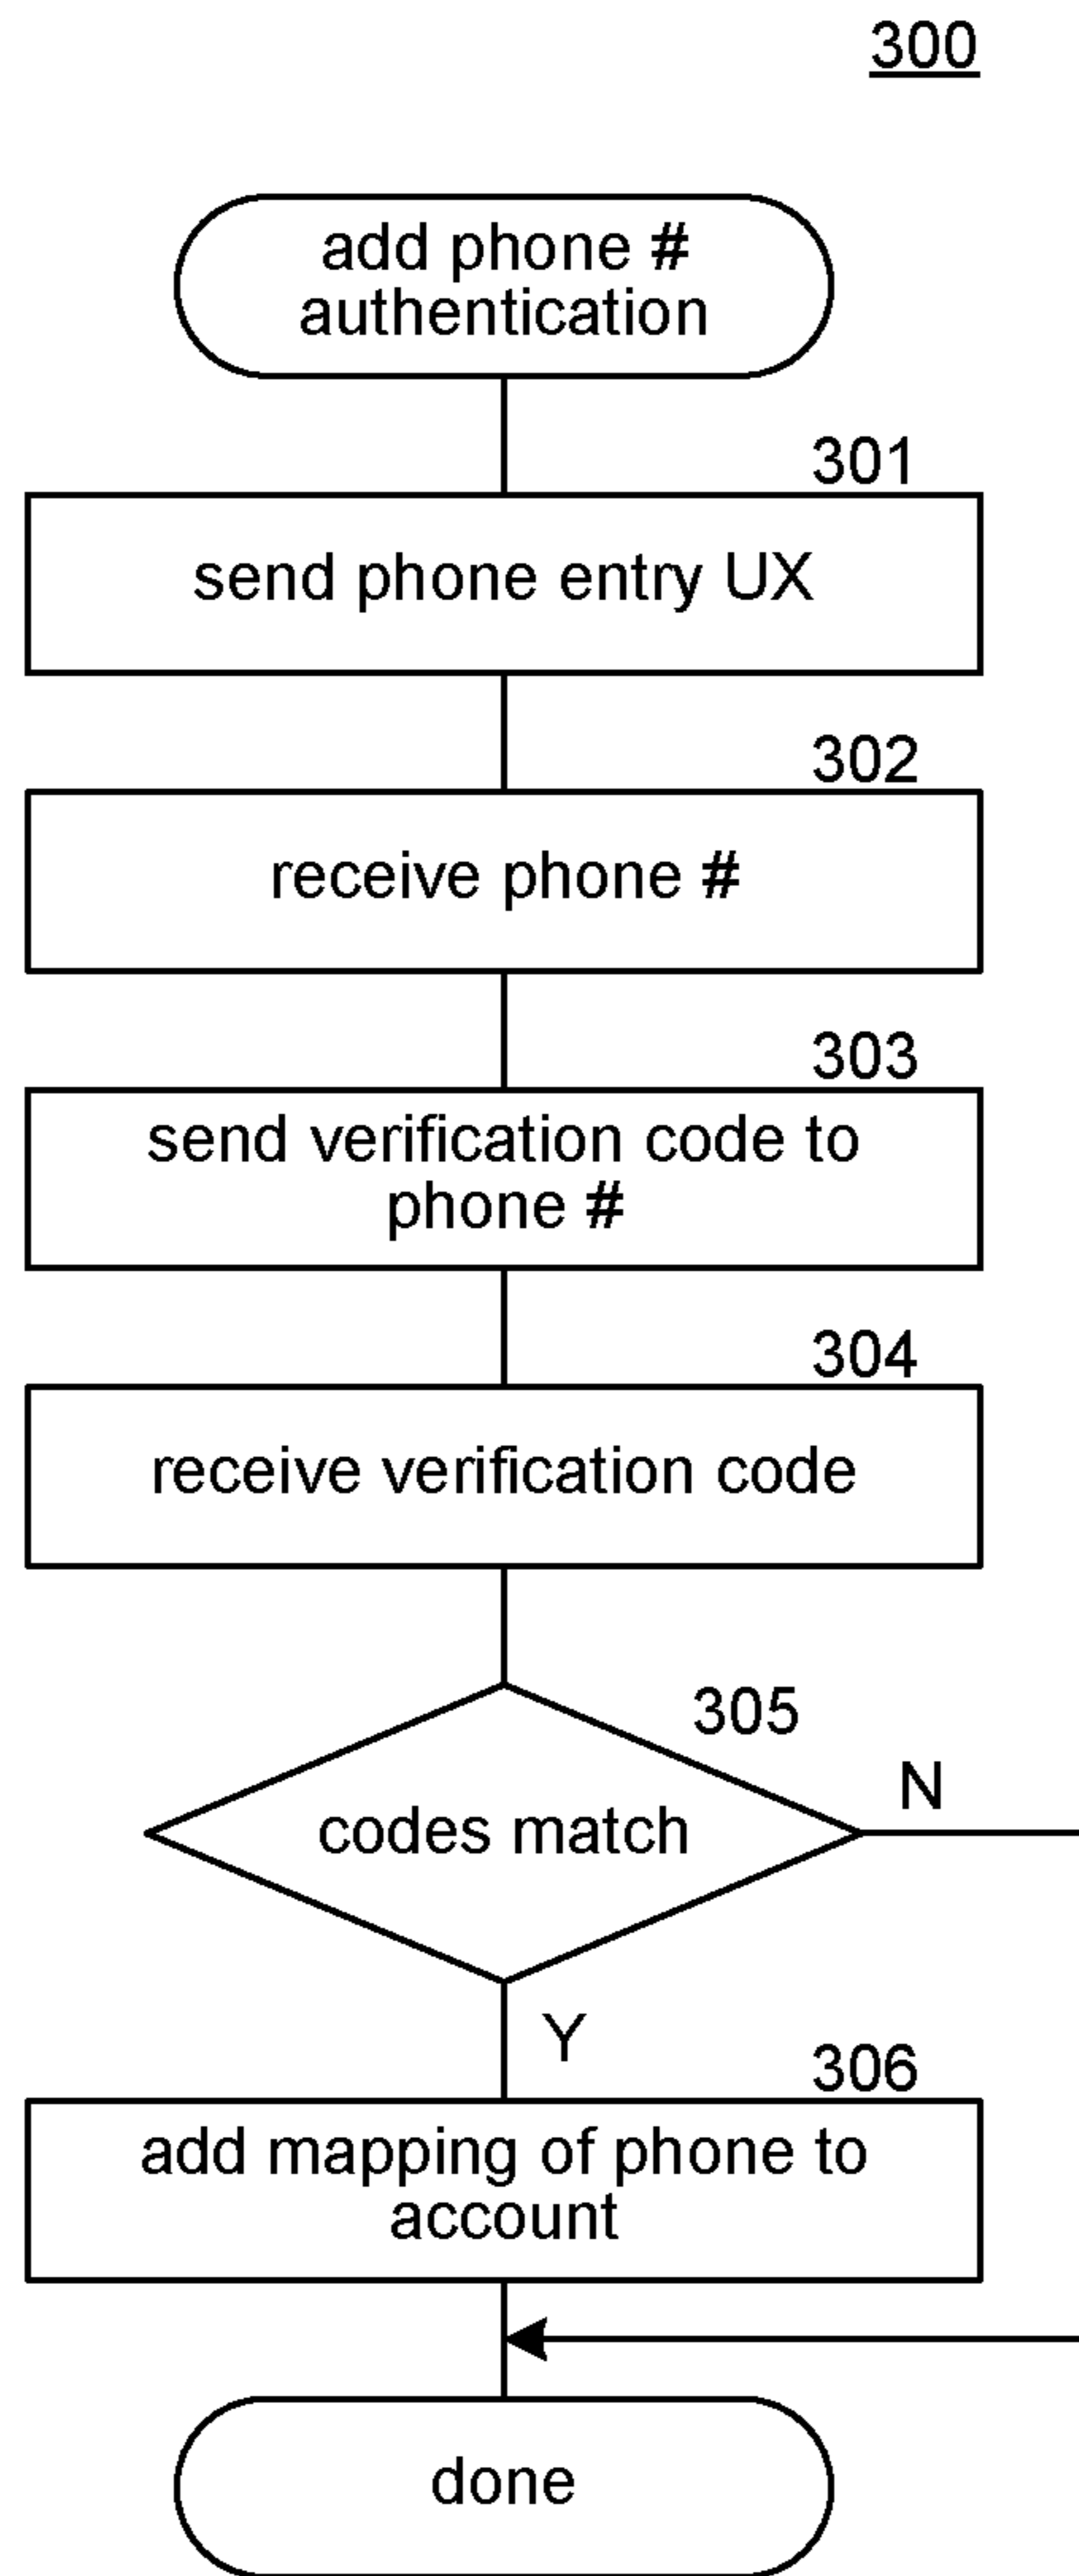 300
add phone #
authentication
301
send phone entry UX
302
receive phone #
303
send verification code to
phone #
304
receive verification code
305
N
codes match
Y
306
add mapping of phone to
account
done